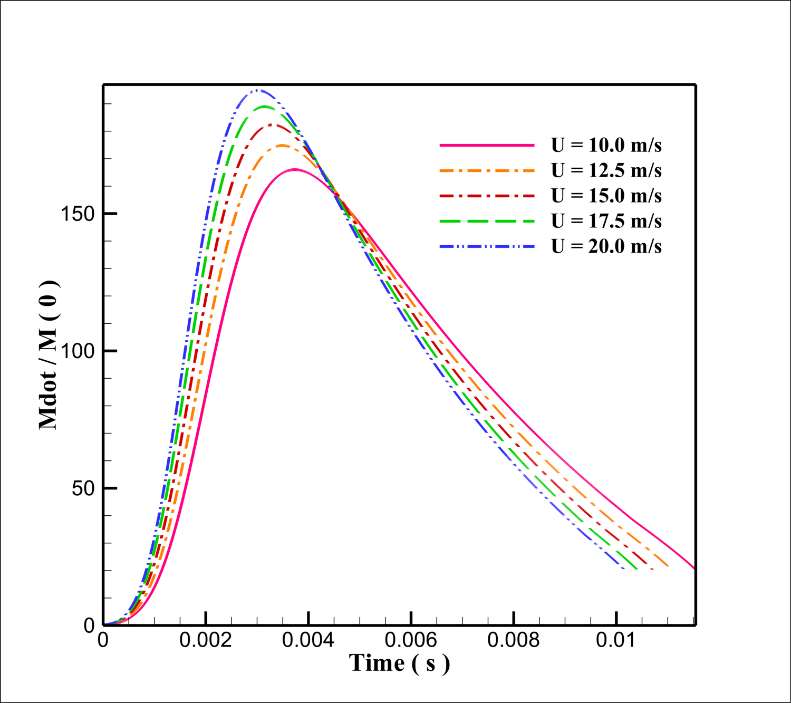 U = 10.0 m/s
U = 12.5 m/s
U = 15.0 m/s
U = 17.5 m/s
U = 20.0 m/s
150
100
50
0
Mdot / M ( 0 )
0 0.002 0.004 0.006 0.008 0.01
Time ( s )